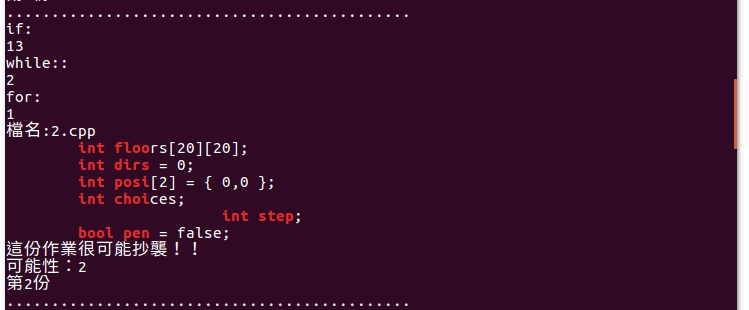 ..............................................
if:
13
while::
2
for:
1
檔名:2.cpp
int floors[20][20];
int dirs = 0;
int posi[2] = { 0,0 };
int choices;
int step;
bool pen = false;
這份作業很可能抄襲！！
可能性：2
第2份
..............................................